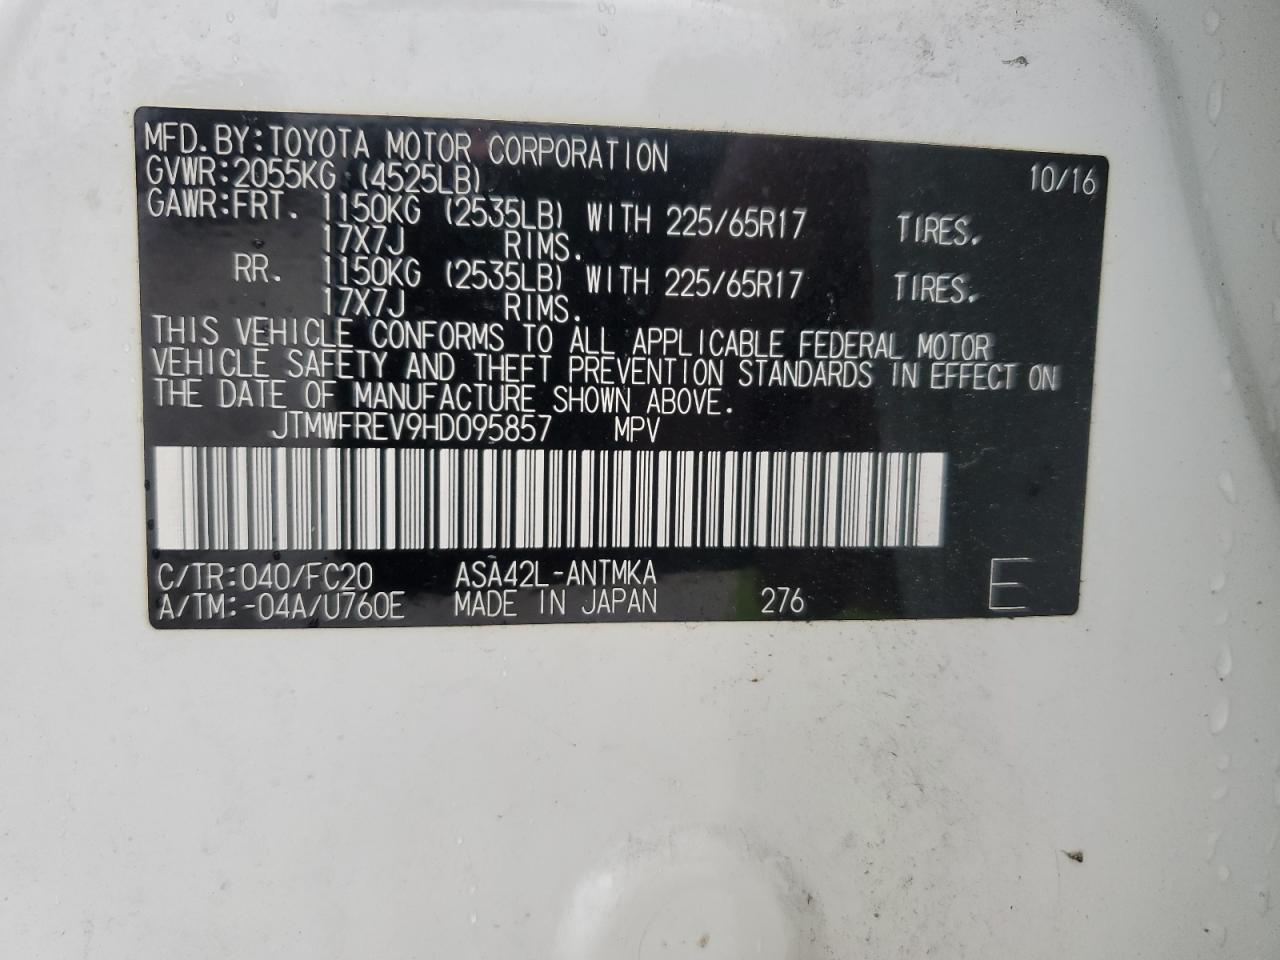 MFD. BY: TOYOTA MOTOR CORPORATION 10/16
GVWR: 2055KG (4525LB)
GAWR: FRT. 1150KG (2535LB) WITH 225/65R17 TIRES.
17X7J RIMS.
RR. 1150KG (2535LB) WITH 225/65R17 TIRES.
17X7J RIMS.
THIS VEHICLE CONFORMS TO ALL APPLICABLE FEDERAL MOTOR
VEHICLE SAFETY AND THEFT PREVENTION STANDARDS IN EFFECT ON
THE DATE OF MANUFACTURE SHOWN ABOVE.
JTMWFREV9HD095857 MPV
C/TR: 040/FC20 ASA42L-ANTMKA
A/TM: -04A/U760E MADE IN JAPAN 276 E